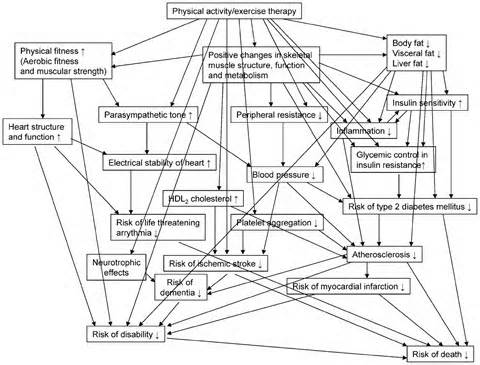 Physical activity/exercise therapy
Physical fitness ↑
(Aerobic fitness
and muscular strength)
Positive changes in skeletal
muscle structure, function
and metabolism
Body fat ↓
Visceral fat ↓
Liver fat ↓
Insulin sensitivity ↑
Parasympathetic tone ↑
Peripheral resistance ↓
Heart structure
and function ↑
Inflammation ↓
Electrical stability of heart ↑
Glycemic control in
insulin resistance↑
Blood pressure ↓
HDL2 cholesterol ↑
Risk of type 2 diabetes mellitus ↓
Risk of life threatening
arrythmia ↓
Platelet aggregation ↓
Neurotrophic
effects
Risk of ischemic stroke ↓
Atherosclerosis ↓
Risk of
dementia ↓
Risk of myocardial infarction ↓
Risk of disability ↓
Risk of death ↓